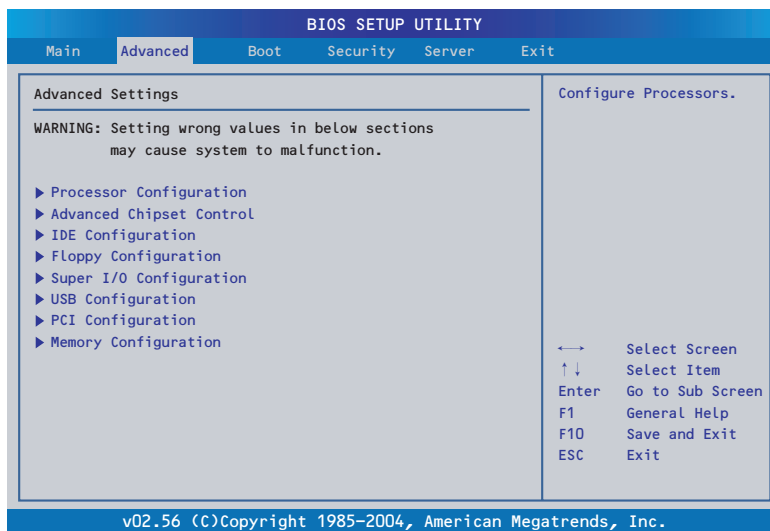 BIOS SETUP UTILITY
Main Advanced Boot Security Server Exit
Advanced Settings
WARNING: Setting wrong values in below sections
may cause system to malfunction.
▶ Processor Configuration
▶ Advanced Chipset Control
▶ IDE Configuration
▶ Floppy Configuration
▶ Super I/O Configuration
▶ USB Configuration
▶ PCI Configuration
▶ Memory Configuration
Configure Processors.
←→ Select Screen
↑↓ Select Item
Enter Go to Sub Screen
F1 General Help
F10 Save and Exit
ESC Exit
v02.56 (C)Copyright 1985-2004, American Megatrends, Inc.